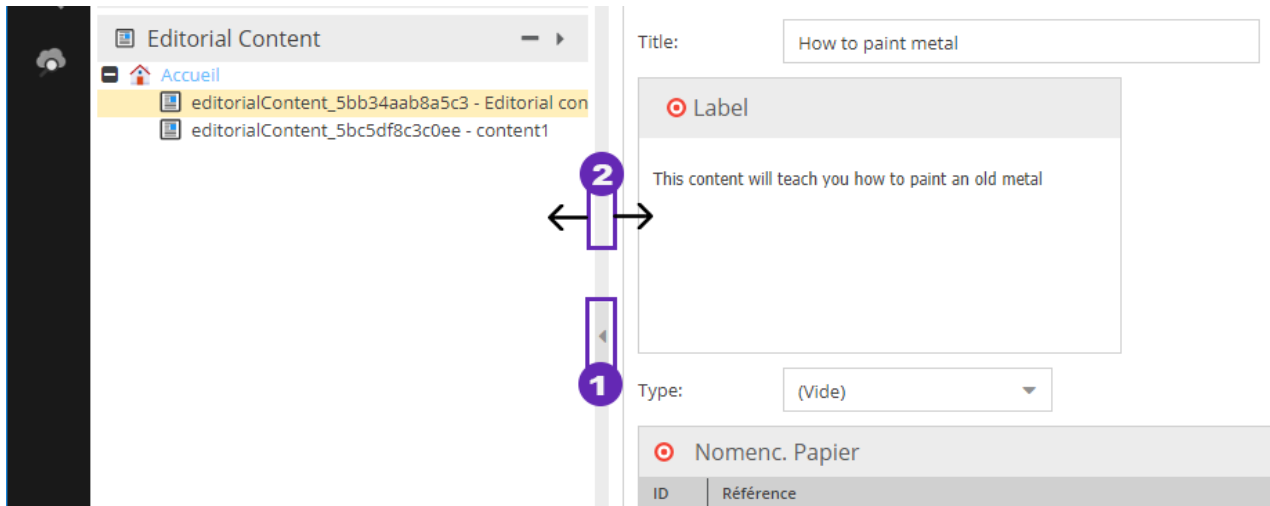 Editorial Content
Accueil
editorialContent_5bb34aab8a5c3 - Editorial con
editorialContent_5bc5df8c3c0ee - content1
2
1
Title:
How to paint metal
Label
This content will teach you how to paint an old metal
Type:
(Vide)
Nomenc. Papier
ID
Référence